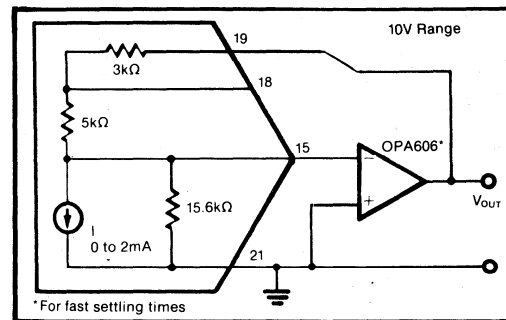 10V Range
19
3kΩ
18
5kΩ
15
OPA606*
−
+
15.6kΩ
VOUT
I
0 to 2mA
21
*For fast settling times